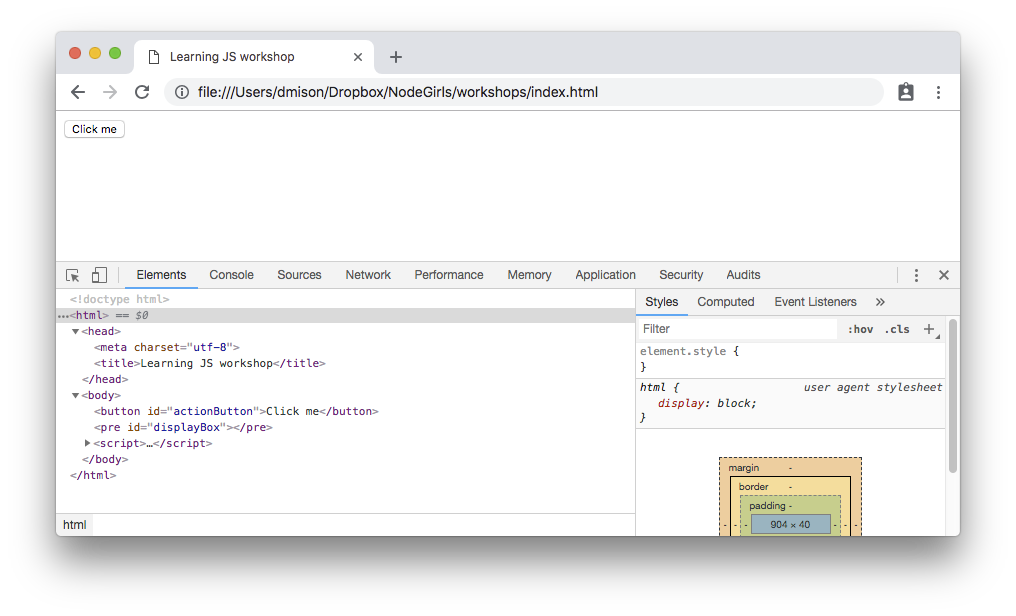 Learning JS workshop
file:///Users/dmison/Dropbox/NodeGirls/workshops/index.html
Click me
Elements Console Sources Network Performance Memory Application Security Audits
<!doctype html>
…<html> == $0
<head>
<meta charset="utf-8">
<title>Learning JS workshop</title>
</head>
<body>
<button id="actionButton">Click me</button>
<pre id="displayBox"></pre>
<script>…</script>
</body>
</html>
html
Styles Computed Event Listeners »
Filter :hov .cls +
element.style {
}
html { user agent stylesheet
display: block;
}
margin -
border -
padding -
- - - 904 × 40 - - -